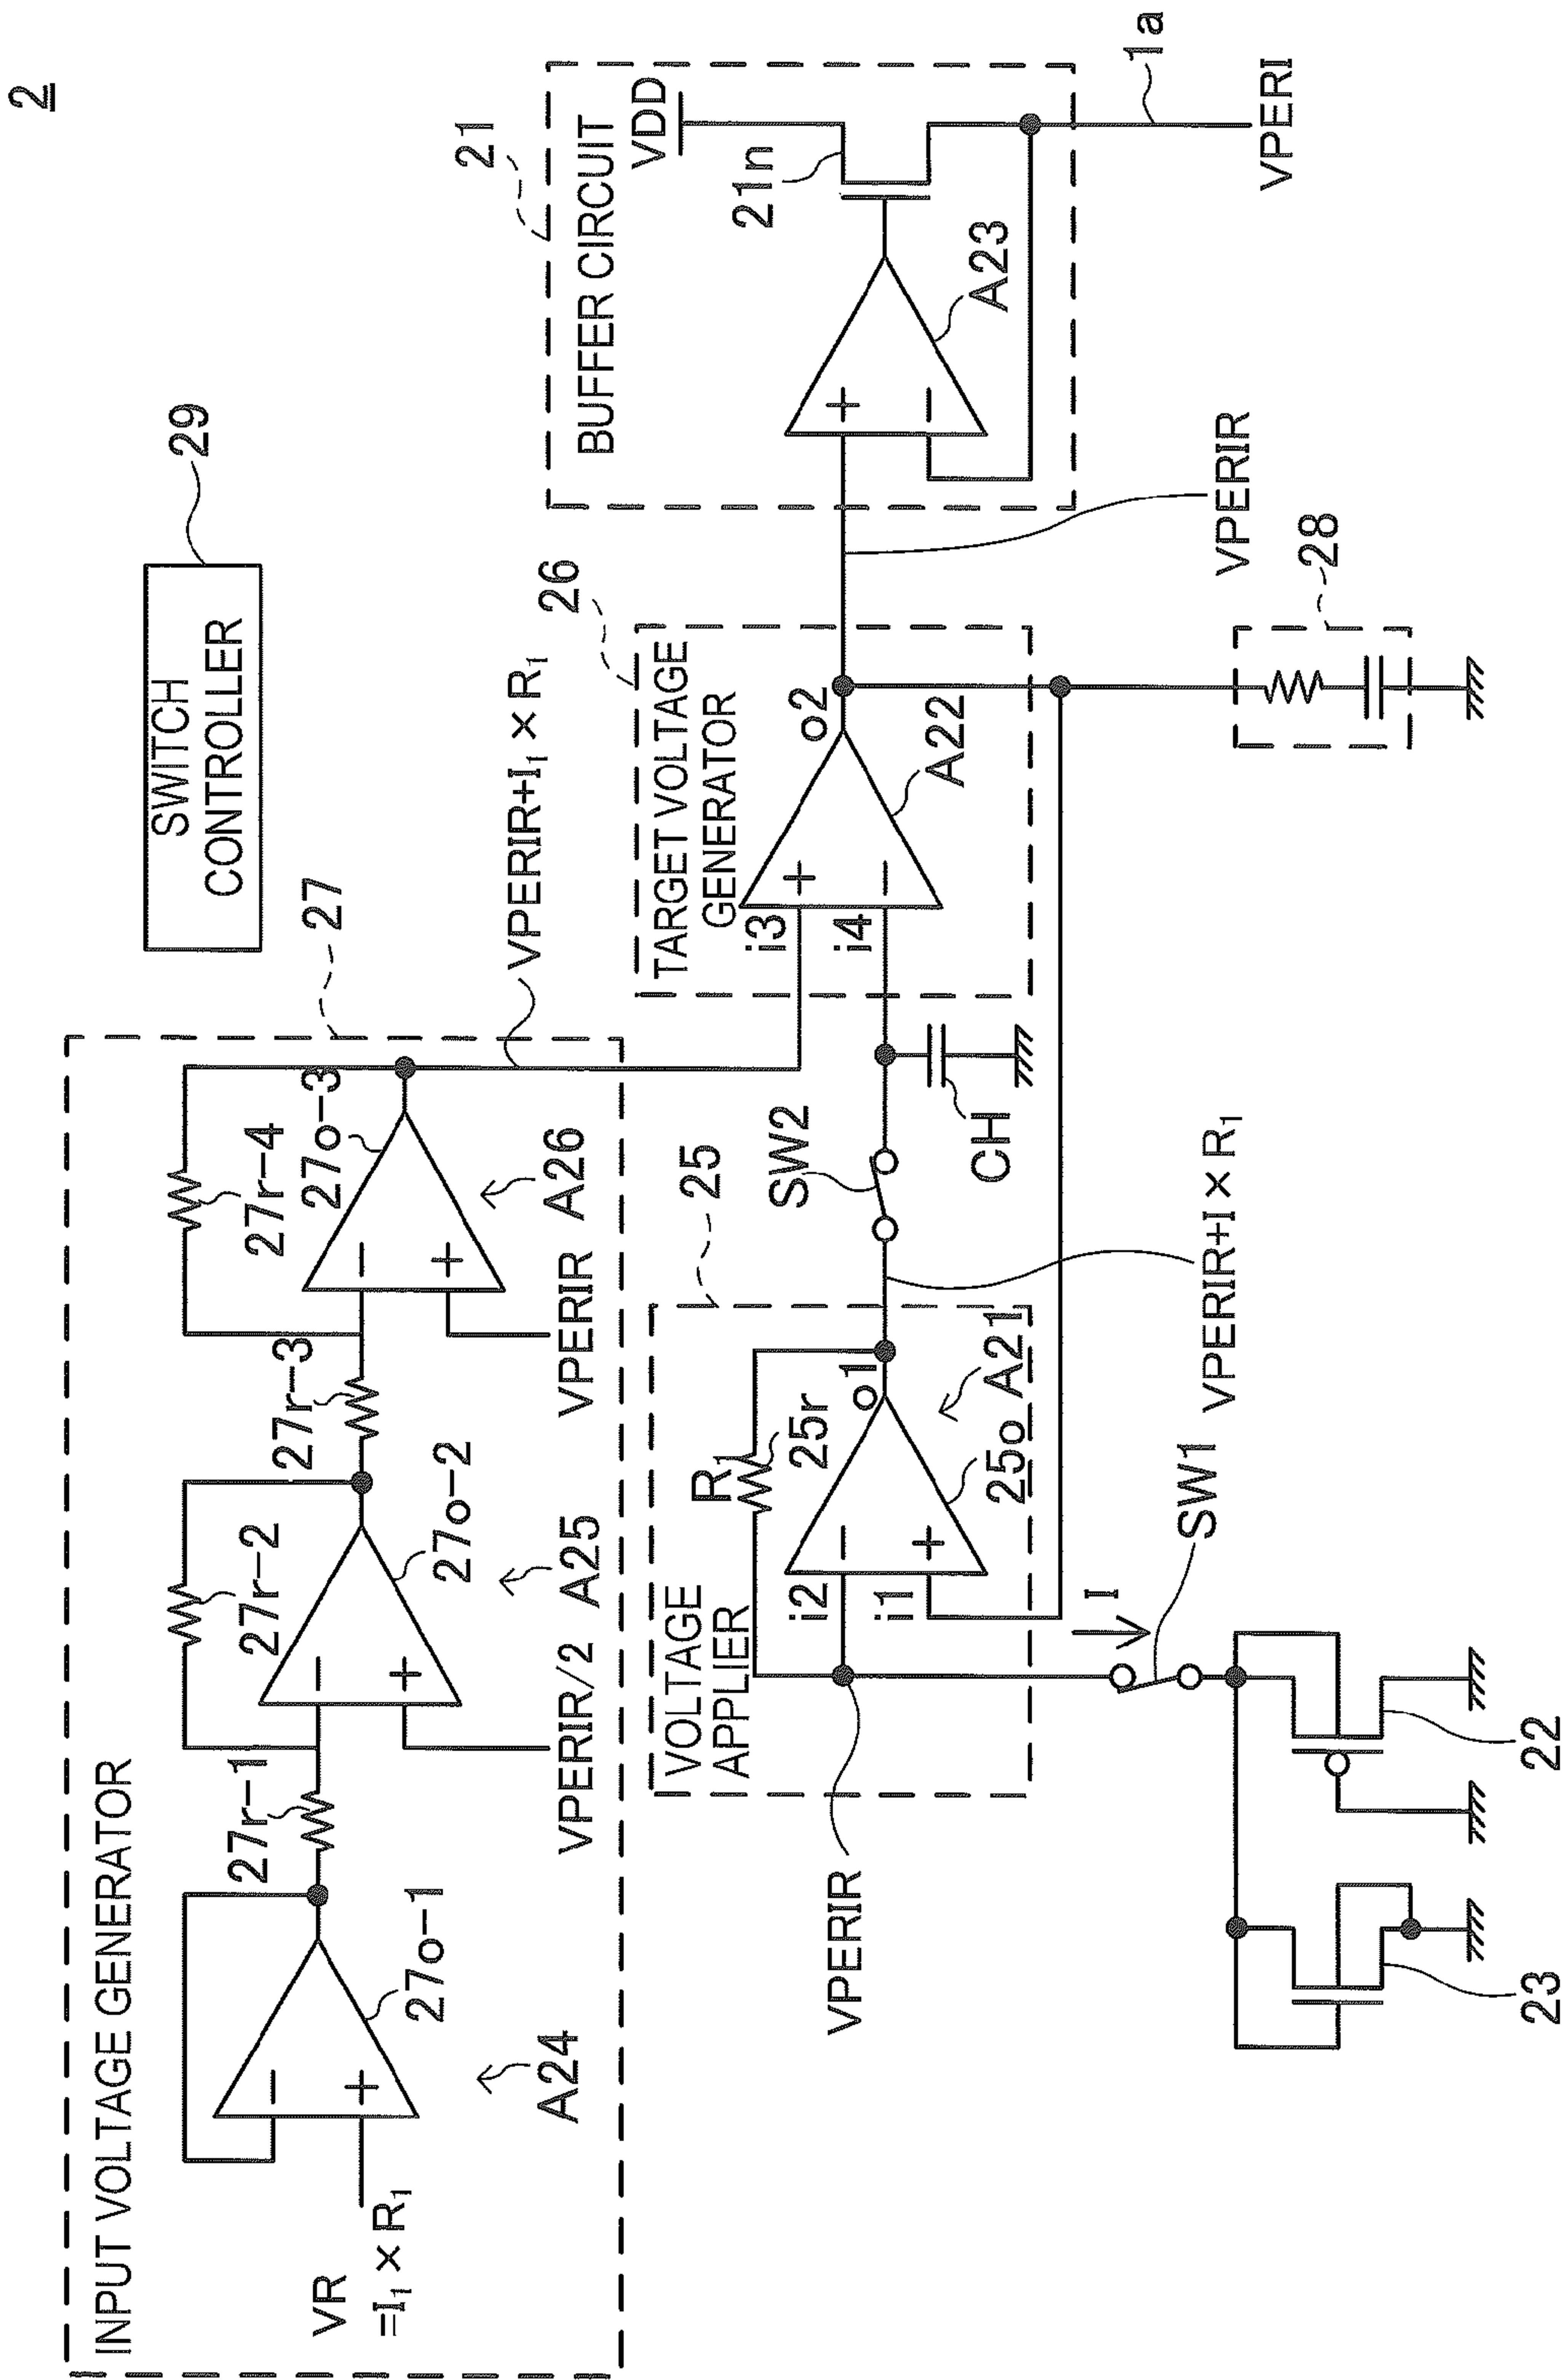 2
SWITCH
CONTROLLER
29
INPUT VOLTAGE GENERATOR
27
VR
=I₁×R₁
27o-1
A24
27r-1
27r-2
27o-2
A25
VPERIR/2
27r-3
27r-4
27o-3
A26
VPERIR
VPERIR+I₁×R₁
VOLTAGE
APPLIER
25
R₁
25r
i2
i1
o1
25o
A21
SW2
CH
VPERIR+I×R₁
VPERIR
I
SW1
22
23
TARGET VOLTAGE
GENERATOR
26
i3
i4
o2
A22
28
VPERIR
BUFFER CIRCUIT
21
VDD
21n
A23
1a
VPERI
+
−
+
−
+
−
+
−
+
−
+
−